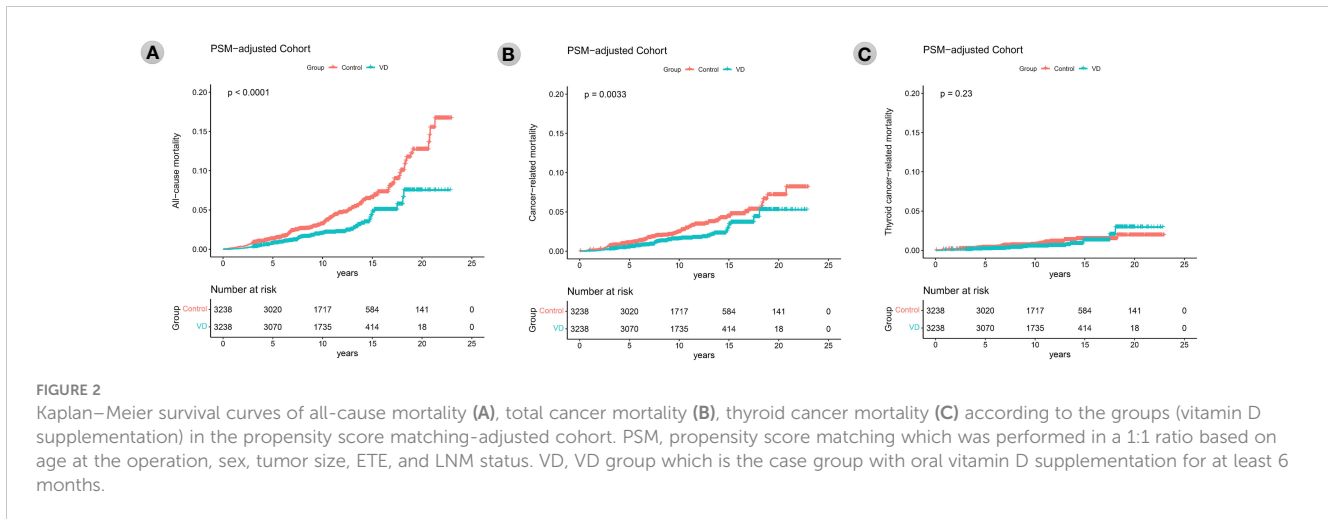 A
PSM-adjusted Cohort
Group Control VD
p < 0.0001
All-cause mortality
0.20
0.15
0.10
0.05
0.00
0 5 10 15 20 25
years
Number at risk
Group
Control 3238 3020 1717 584 141 0
VD 3238 3070 1735 414 18 0
0 5 10 15 20 25
years
B
PSM-adjusted Cohort
Group Control VD
p = 0.0033
Cancer-related mortality
0.20
0.15
0.10
0.05
0.00
0 5 10 15 20 25
years
Number at risk
Group
Control 3238 3020 1717 584 141 0
VD 3238 3070 1735 414 18 0
0 5 10 15 20 25
years
C
PSM-adjusted Cohort
Group Control VD
p = 0.23
Thyroid cancer-related mortality
0.20
0.15
0.10
0.05
0.00
0 5 10 15 20 25
years
Number at risk
Group
Control 3238 3020 1717 584 141 0
VD 3238 3070 1735 414 18 0
0 5 10 15 20 25
years
FIGURE 2
Kaplan–Meier survival curves of all-cause mortality (A), total cancer mortality (B), thyroid cancer mortality (C) according to the groups (vitamin D
supplementation) in the propensity score matching-adjusted cohort. PSM, propensity score matching which was performed in a 1:1 ratio based on
age at the operation, sex, tumor size, ETE, and LNM status. VD, VD group which is the case group with oral vitamin D supplementation for at least 6
months.